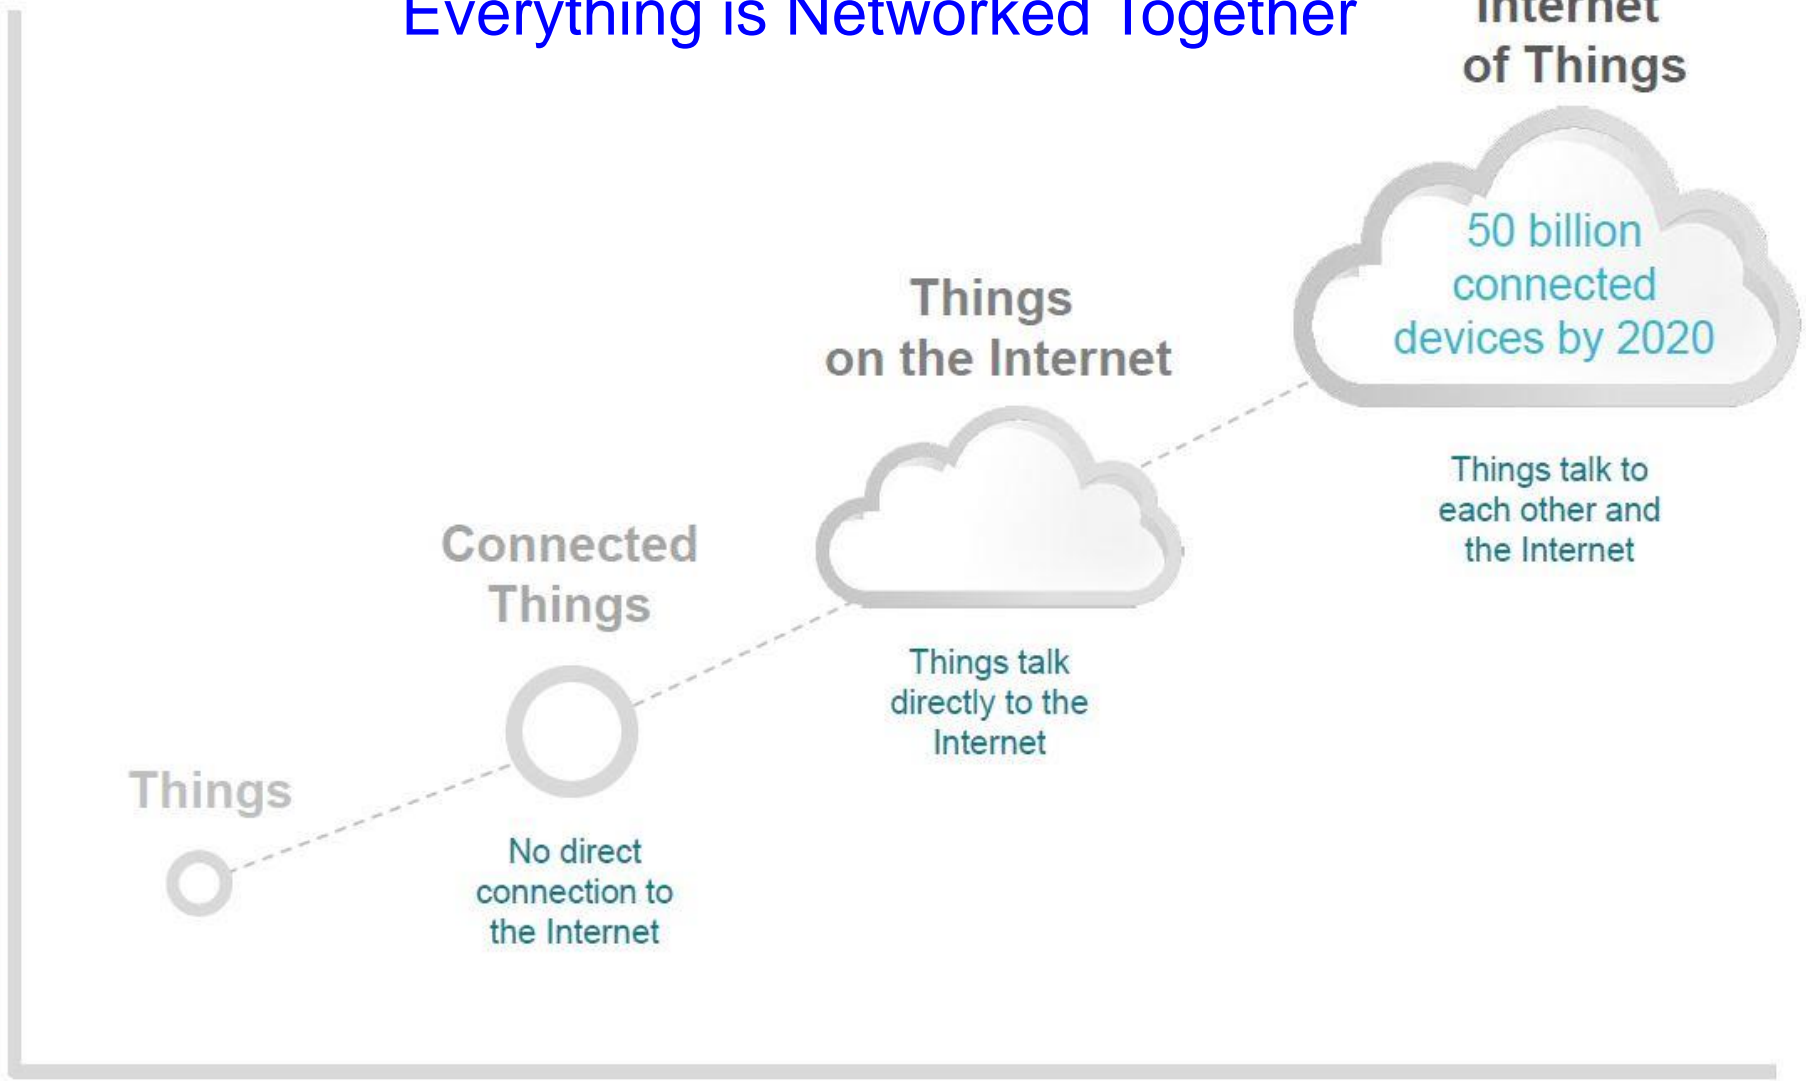 Everything is Networked Together
Internet
of Things
50 billion
connected
devices by 2020
Things talk to
each other and
the Internet
Things
on the Internet
Things talk
directly to the
Internet
Connected
Things
No direct
connection to
the Internet
Things